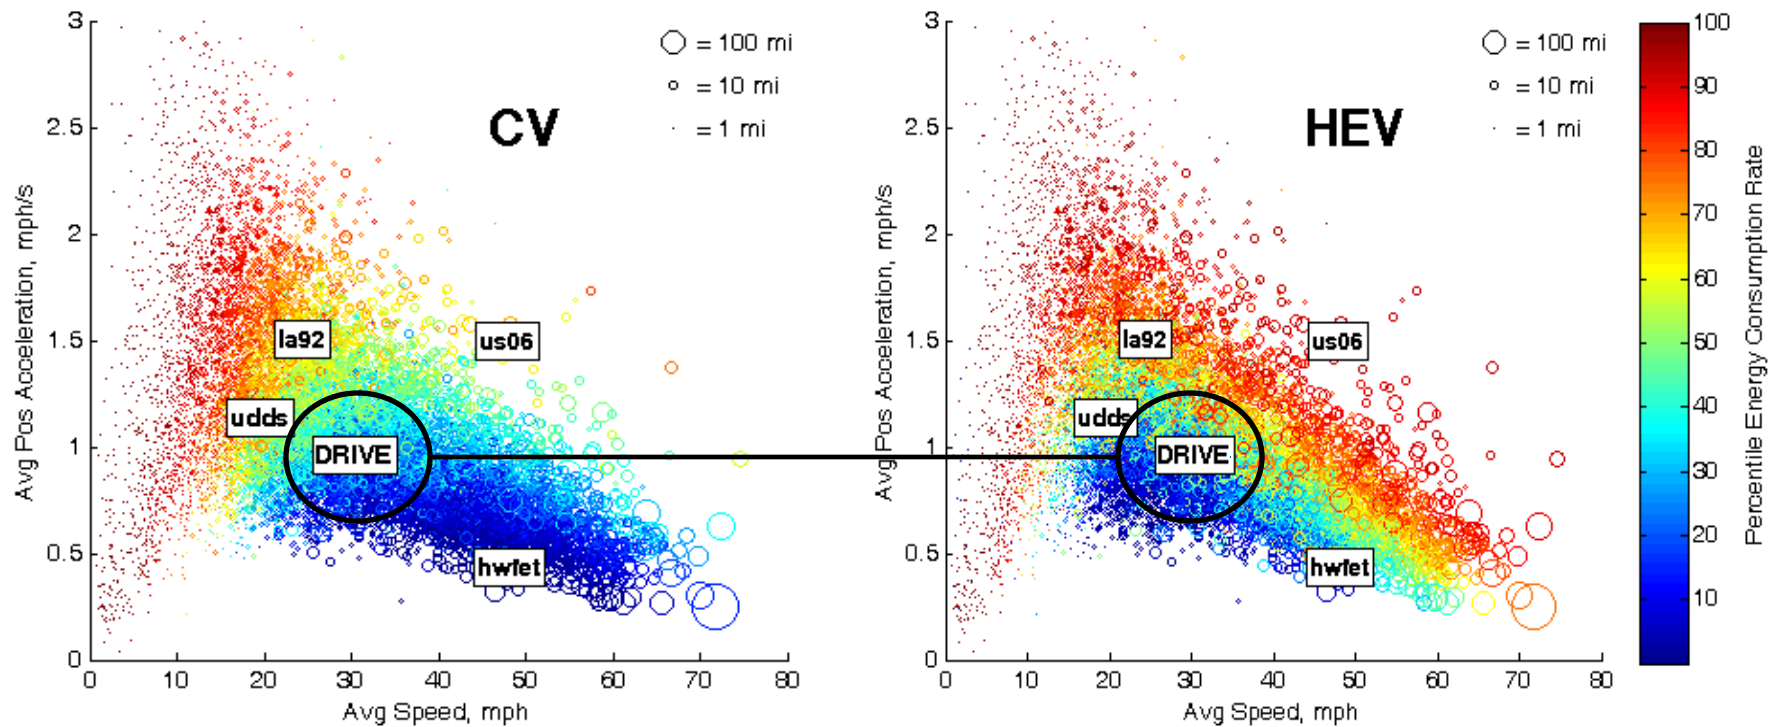 CV
= 100 mi
= 10 mi
= 1 mi
3
2.5
2
1.5
1
0.5
0
Avg Pos Acceleration, mph/s
la92
us06
udds
DRIVE
hwfet
0
10
20
30
40
50
60
70
80
Avg Speed, mph
HEV
= 100 mi
= 10 mi
= 1 mi
3
2.5
2
1.5
1
0.5
0
Avg Pos Acceleration, mph/s
la92
us06
udds
DRIVE
hwfet
0
10
20
30
40
50
60
70
80
Avg Speed, mph
100
90
80
70
60
50
40
30
20
10
Percentile Energy Consumption Rate